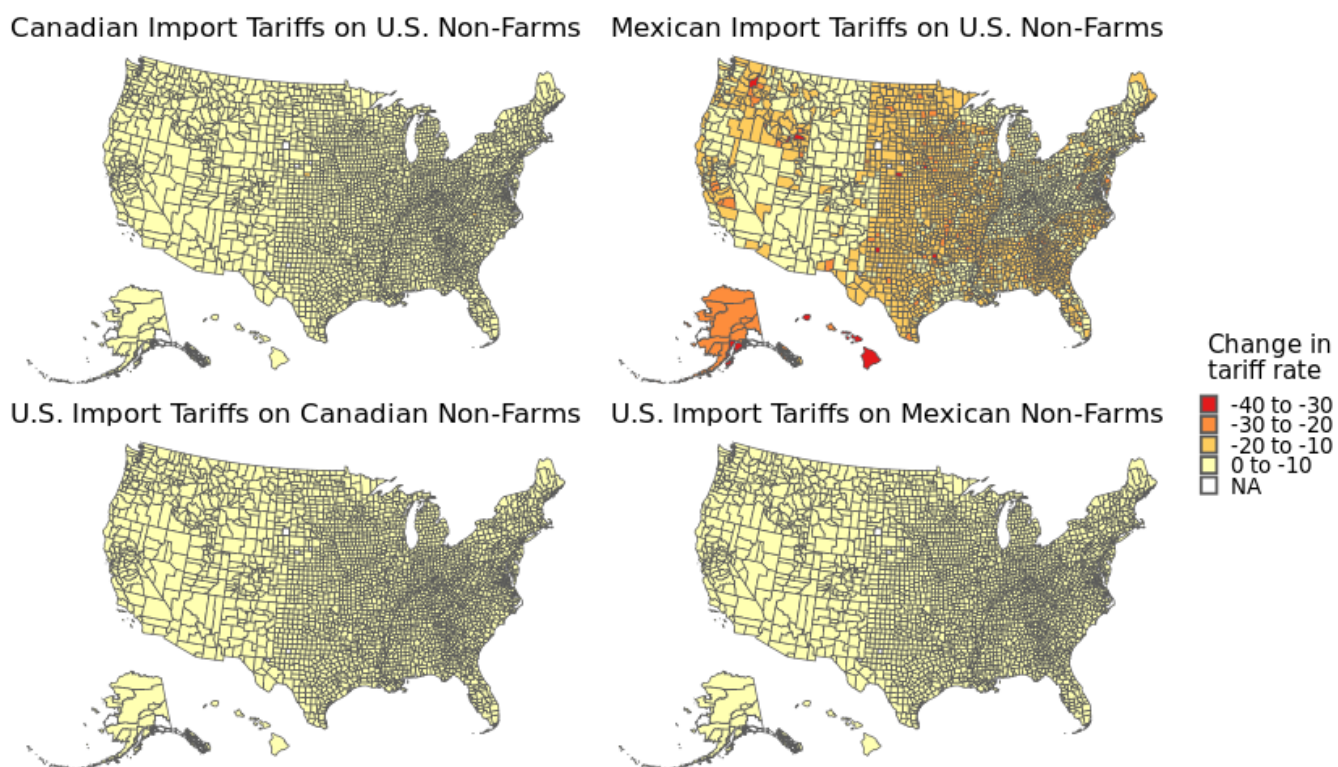 Canadian Import Tariffs on U.S. Non-Farms
Mexican Import Tariffs on U.S. Non-Farms
U.S. Import Tariffs on Canadian Non-Farms
U.S. Import Tariffs on Mexican Non-Farms
Change in
tariff rate
-40 to -30
-30 to -20
-20 to -10
0 to -10
NA